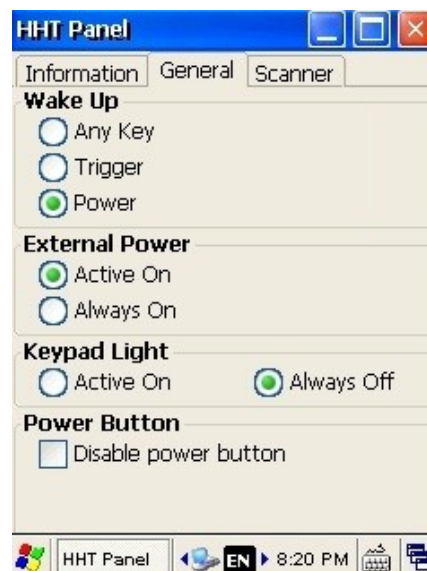 HHT Panel
Information General Scanner
Wake Up
Any Key
Trigger
Power
External Power
Active On
Always On
Keypad Light
Active On Always Off
Power Button
Disable power button
HHT Panel EN 8:20 PM